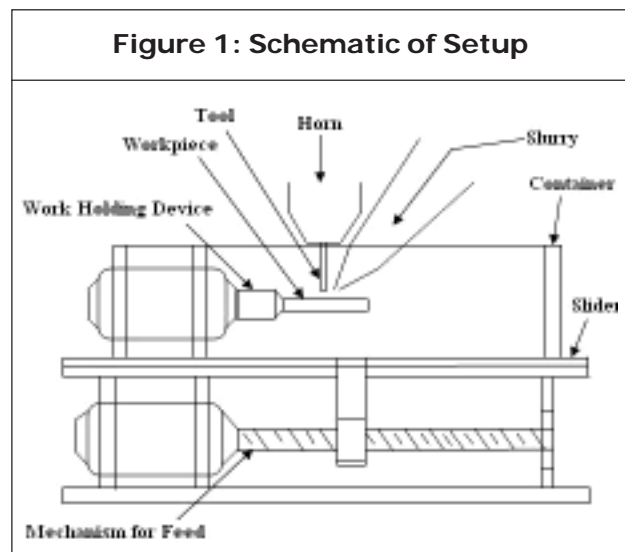 Figure 1: Schematic of Setup
Tool
Horn
Workpiece
Slurry
Container
Work Holding Device
Slider
Mechanism for Feed